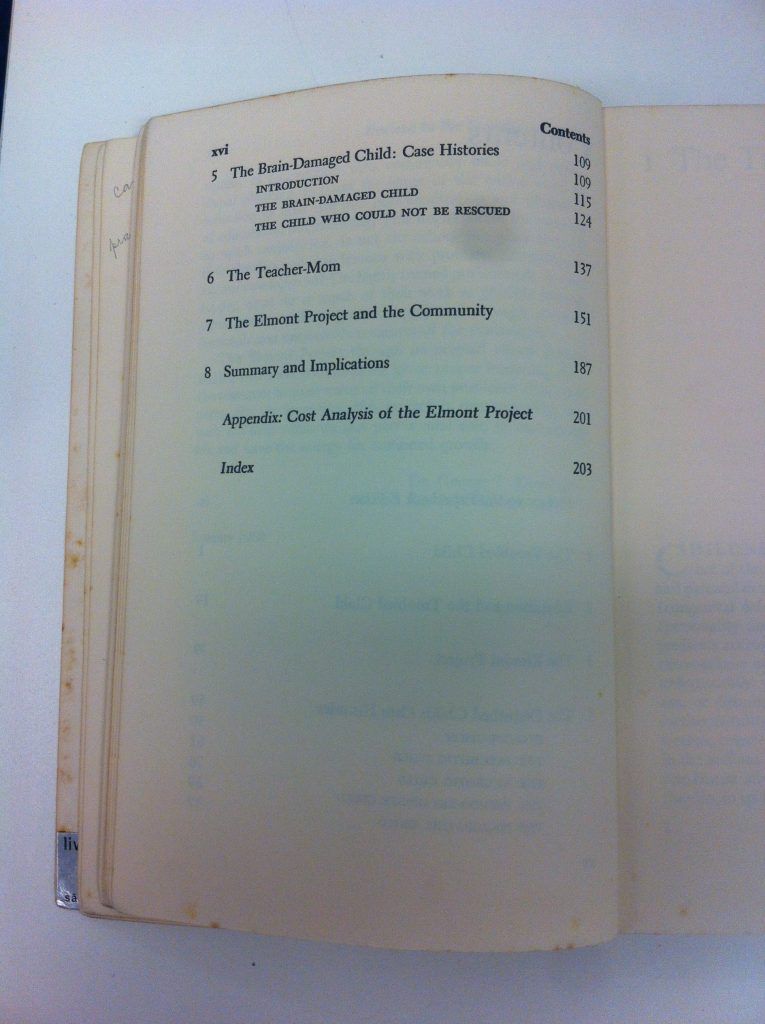 xvi
Contents
5 The Brain-Damaged Child: Case Histories 109
INTRODUCTION 109
THE BRAIN-DAMAGED CHILD 115
THE CHILD WHO COULD NOT BE RESCUED 124
6 The Teacher-Mom 137
7 The Elmont Project and the Community 151
8 Summary and Implications 187
Appendix: Cost Analysis of the Elmont Project 201
Index 203
liv